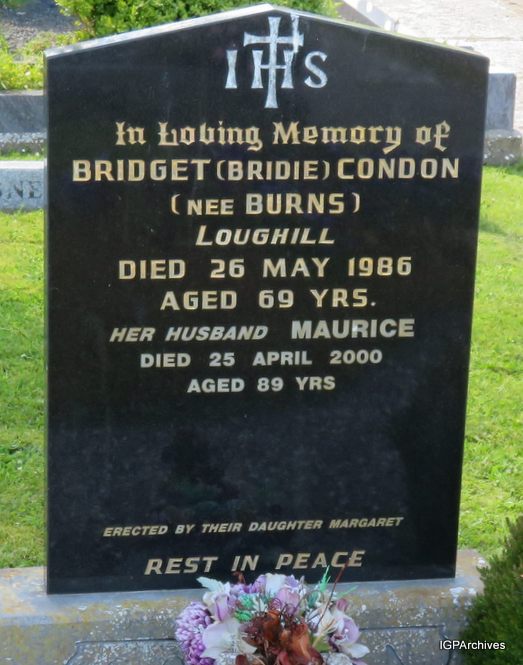 IHS
In Loving Memory of
BRIDGET (BRIDIE) CONDON
(NEE BURNS)
LOUGHILL
DIED 26 MAY 1986
AGED 69 YRS.
HER HUSBAND MAURICE
DIED 25 APRIL 2000
AGED 89 YRS
ERECTED BY THEIR DAUGHTER MARGARET
REST IN PEACE
IGPArchives